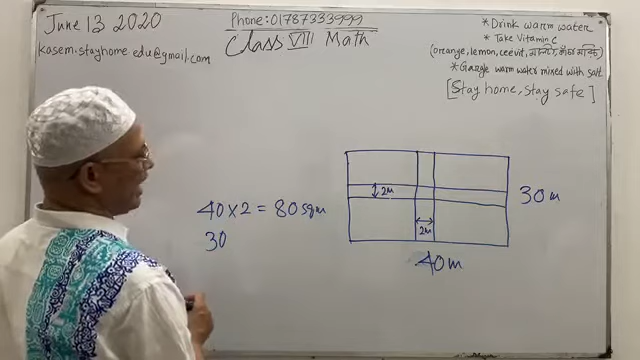 June 13 2020
Phone: 01787333999
kasem.stayhome.edu@gmail.com
Class VIII Math
* Drink warm water
* Take Vitamin C
(orange, lemon, ceevit,
* Gargle warm water mixed with salt
[Stay home, stay safe]
40 x 2 = 80 sqm
30
2M
2M
30 m
40 m